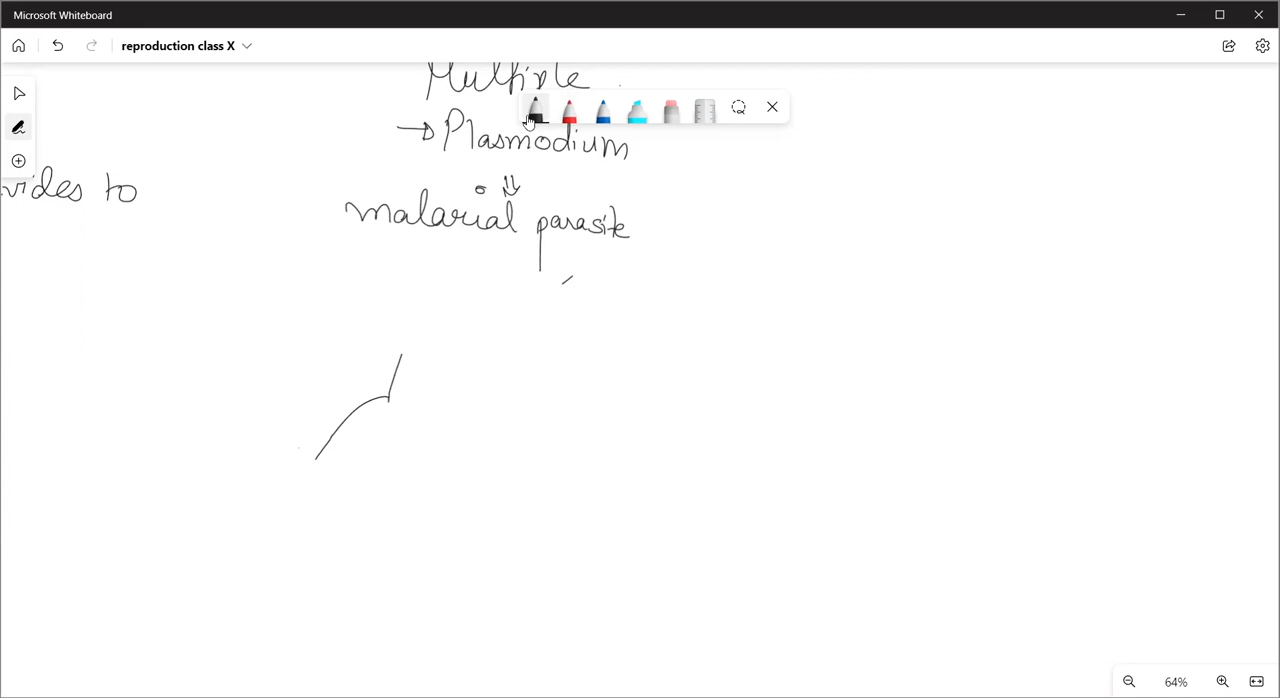 Microsoft Whiteboard
reproduction class X
Multiple
→ Plasmodium
vides to
malarial parasite
64%